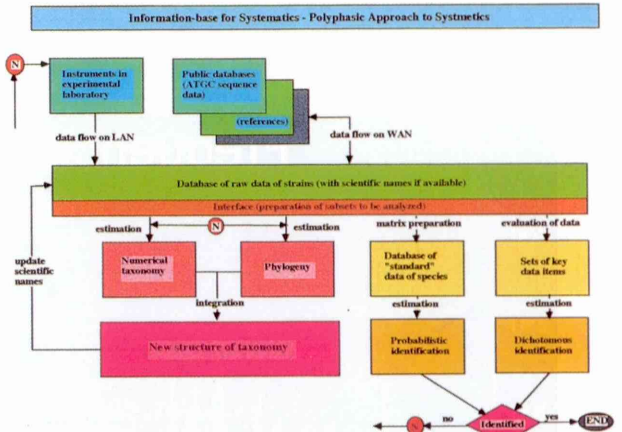 Information-base for Systematics - Polyphasic Approach to Systmetics
N
Instruments in
experimental
laboratory
Public databases
(ATGC sequence
data)
(references)
data flow on LAN
data flow on WAN
Database of raw data of strains (with scientific names if available)
Interface (preparation of subsets to be analyzed)
estimation
N
estimation
matrix preparation
evaluation of data
update
scientific
names
Numerical
taxonomy
Phylogeny
Database of
"standard"
data of species
Sets of key
data items
integration
estimation
estimation
New structure of taxonomy
Probabilistic
identification
Dichotomous
identification
N
no
Identified
yes
END